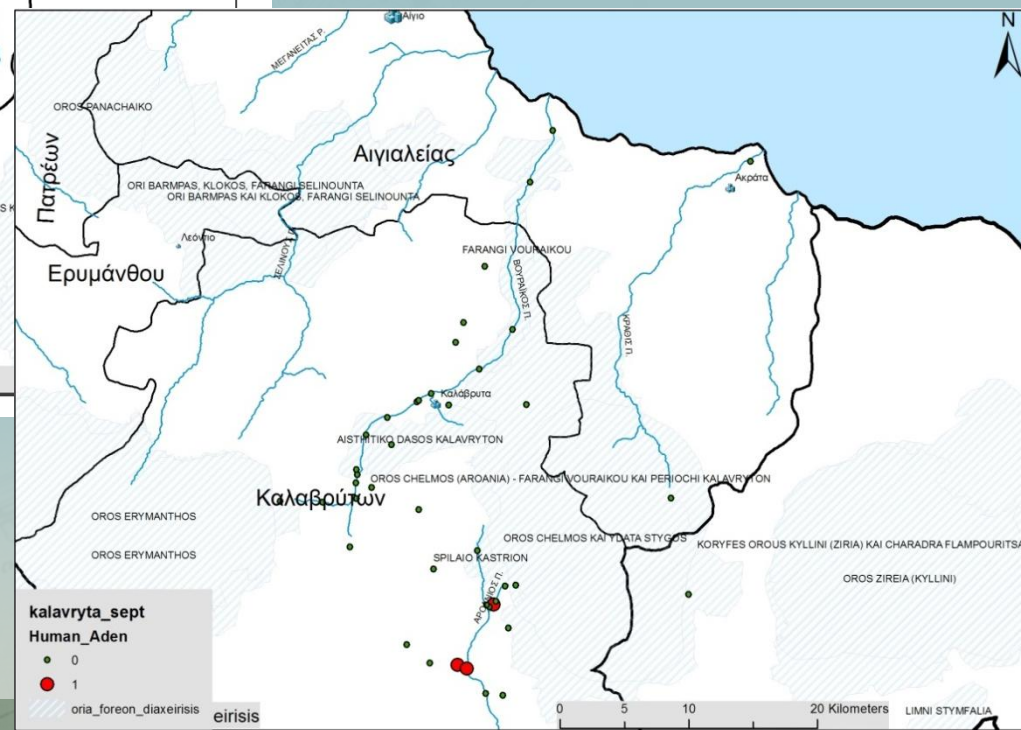 Αίγιο
N
ΜΕΓΑΝΕΙΤΑΣ Ρ.
OROS PANACHAIKO
Πατρέων
Αιγιαλείας
Ακράτα
ORI BARMPAS, KLOKOS, FARANGI SELINOUNTA
ORI BARMPAS KAI KLOKOS, FARANGI SELINOUNTA
Λεόντιο
FARANGI VOURAIKOU
Ερυμάνθου
ΒΟΥΡΑΪΚΟΣ Π.
ΚΡΑΘΙΣ Π.
Καλάβρυτα
AISTHITIKO DASOS KALAVRYTON
OROS CHELMOS (AROANIA) - FARANGI VOURAIKOU KAI PERIOCHI KALAVRYTON
Καλαβρύτων
OROS ERYMANTHOS
OROS CHELMOS KAI YDATA STYGOS
KORYFES OROUS KYLLINI (ZIRIA) KAI CHARADRA FLAMPOURITSA
OROS ERYMANTHOS
SPILAIO KASTRION
OROS ZIREIA (KYLLINI)
kalavryta_sept
Human_Aden
0
1
oria_foreon_diaxeirisis
eirisis
0 5 10 20 Kilometers
LIMNI STYMFALIA